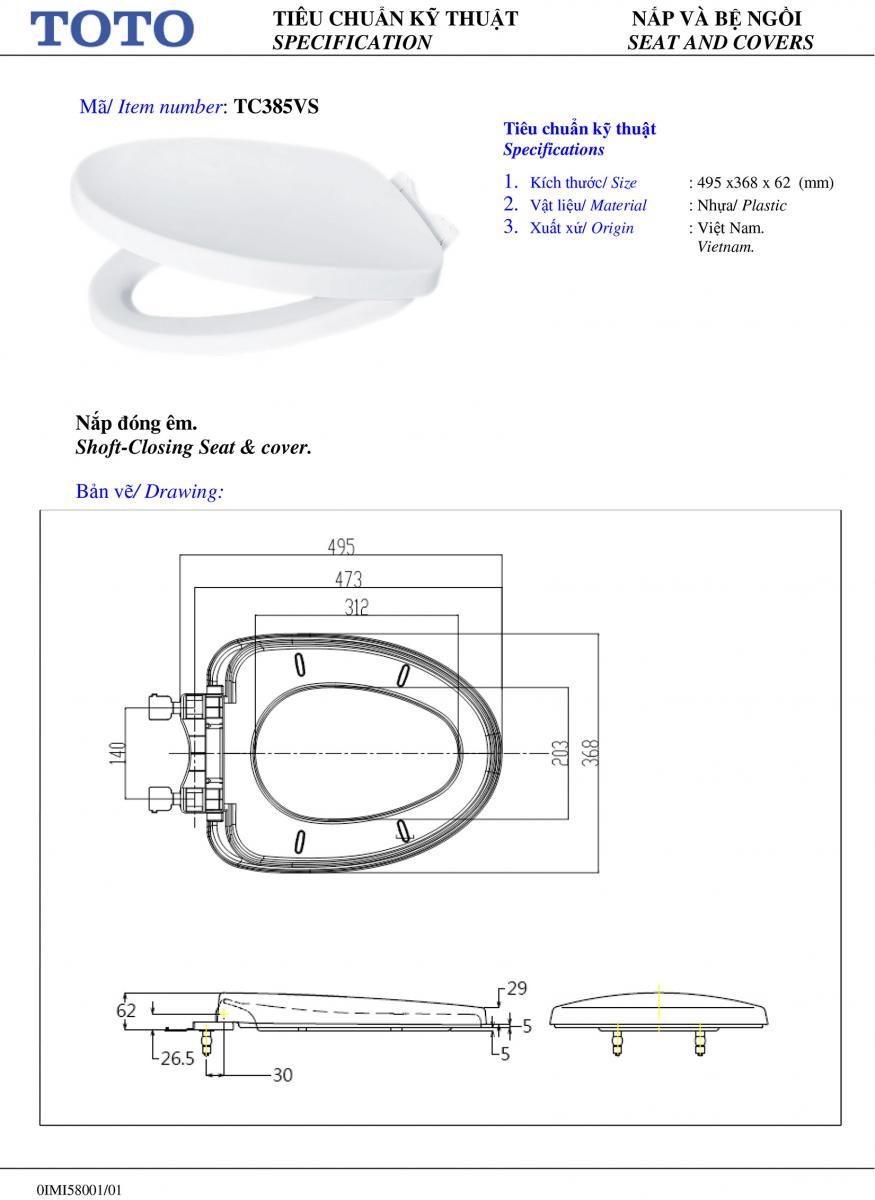 TOTO
TIÊU CHUẨN KỸ THUẬT
SPECIFICATION
NẮP VÀ BỆ NGỒI
SEAT AND COVERS
Mã/ Item number: TC385VS
Tiêu chuẩn kỹ thuật
Specifications
1. Kích thước/ Size : 495 x368 x 62 (mm)
2. Vật liệu/ Material : Nhựa/ Plastic
3. Xuất xứ/ Origin : Việt Nam.
Vietnam.
Nắp đóng êm.
Shoft-Closing Seat & cover.
Bản vẽ/ Drawing:
495
473
312
140
203
368
62
26.5
30
29
5
5
0IMI58001/01